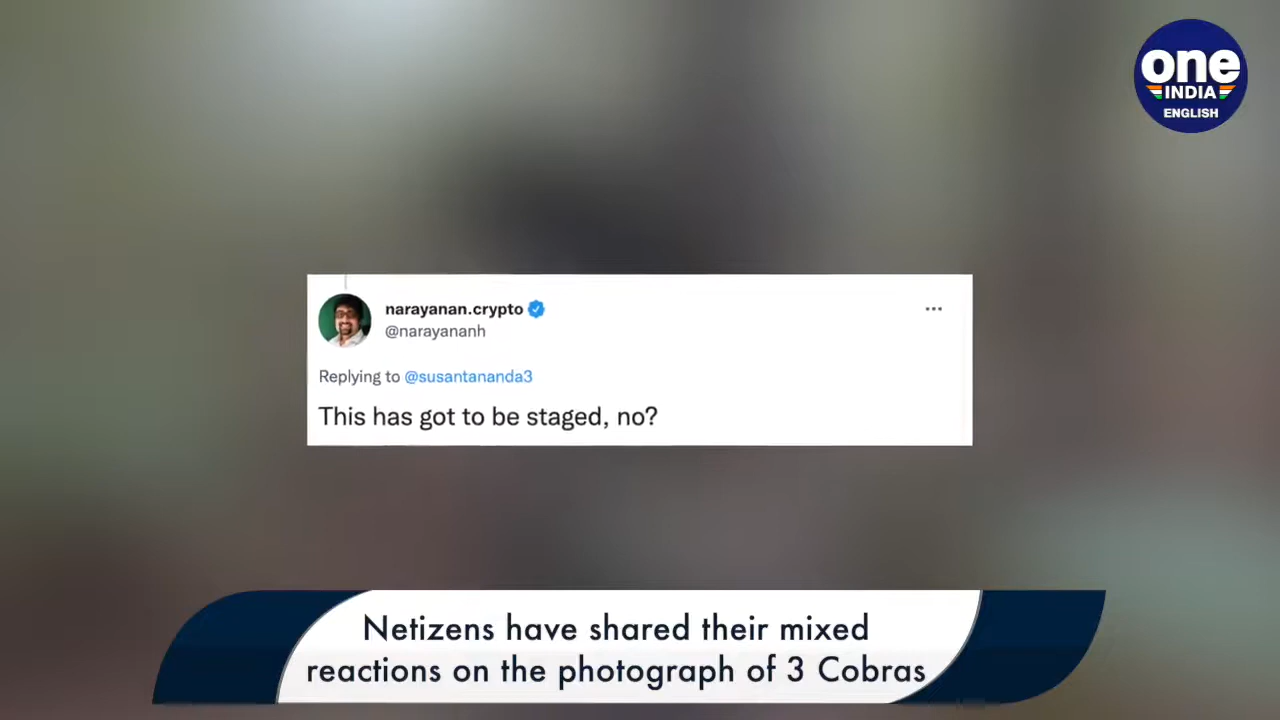 one
INDIA
ENGLISH
narayanan.crypto
@narayananh
Replying to @susantananda3
This has got to be staged, no?
Netizens have shared their mixed
reactions on the photograph of 3 Cobras